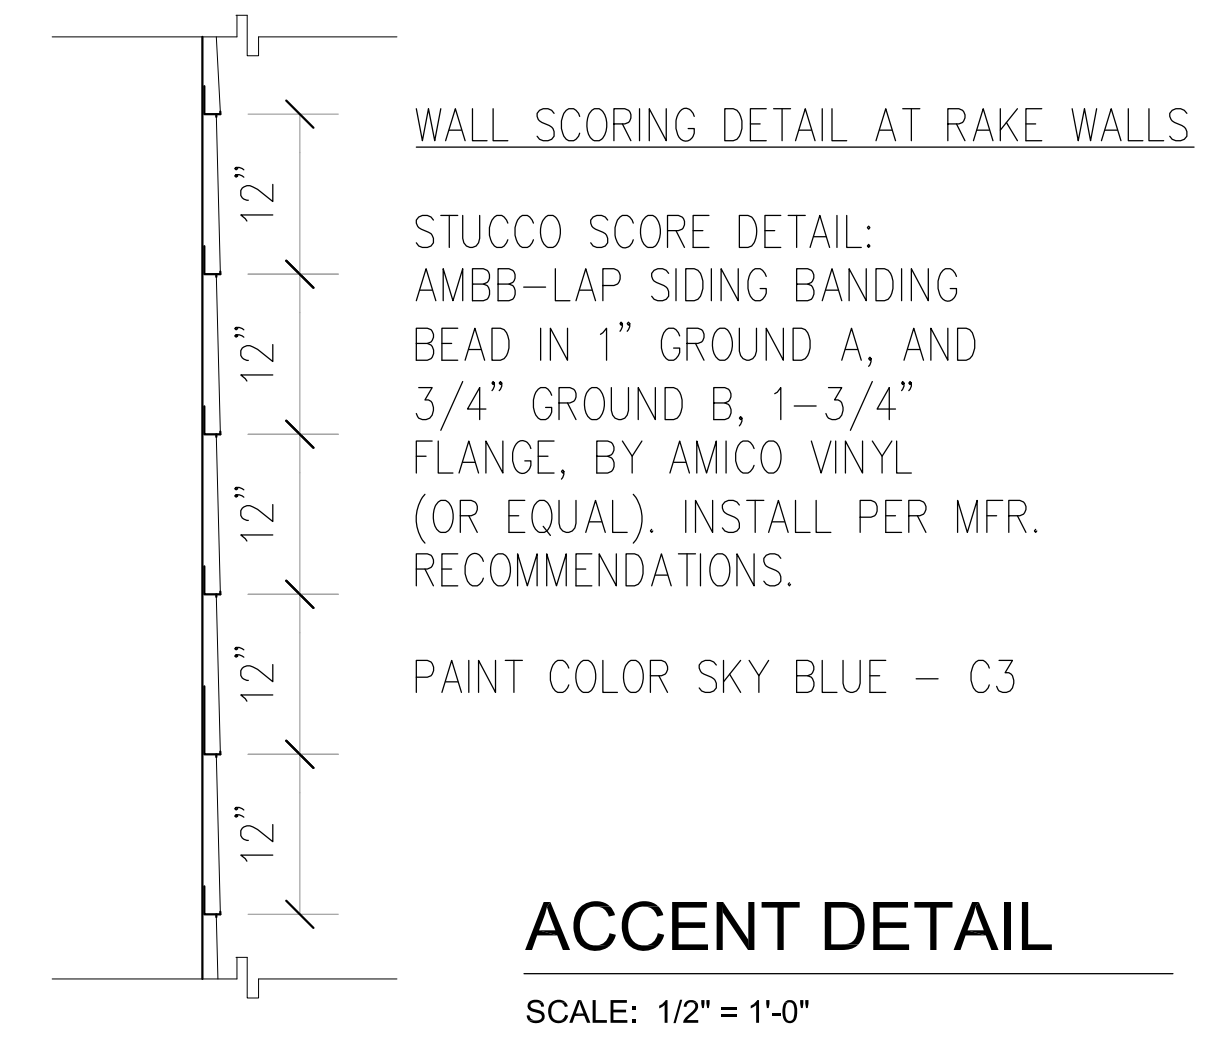 WALL SCORING DETAIL AT RAKE WALLS
STUCCO SCORE DETAIL:
AMBB-LAP SIDING BANDING
BEAD IN 1" GROUND A, AND
3/4" GROUND B, 1-3/4"
FLANGE, BY AMICO VINYL
(OR EQUAL). INSTALL PER MFR.
RECOMMENDATIONS.
PAINT COLOR SKY BLUE - C3
12"
12"
12"
12"
12"
ACCENT DETAIL
SCALE: 1/2" = 1'-0"